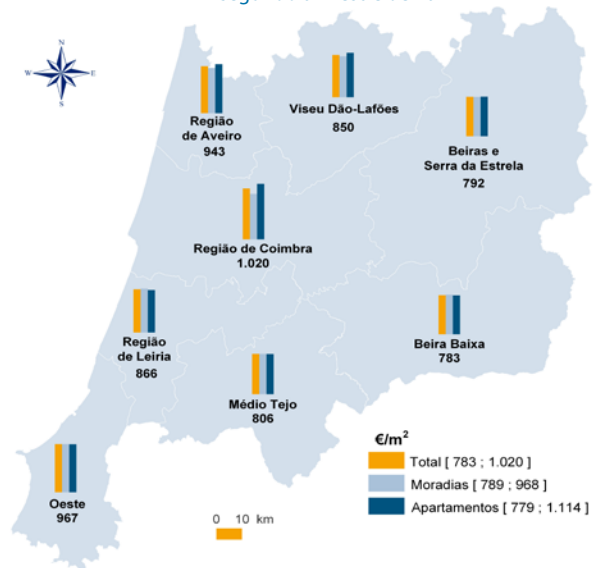 N
W E
S
Região
de Aveiro
943
Viseu Dão-Lafões
850
Beiras e
Serra da Estrela
792
Região de Coimbra
1.020
Região
de Leiria
866
Beira Baixa
783
Médio Tejo
806
Oeste
967
€/m²
Total [ 783 ; 1.020 ]
Moradias [ 789 ; 968 ]
Apartamentos [ 779 ; 1.114 ]
0 10 km